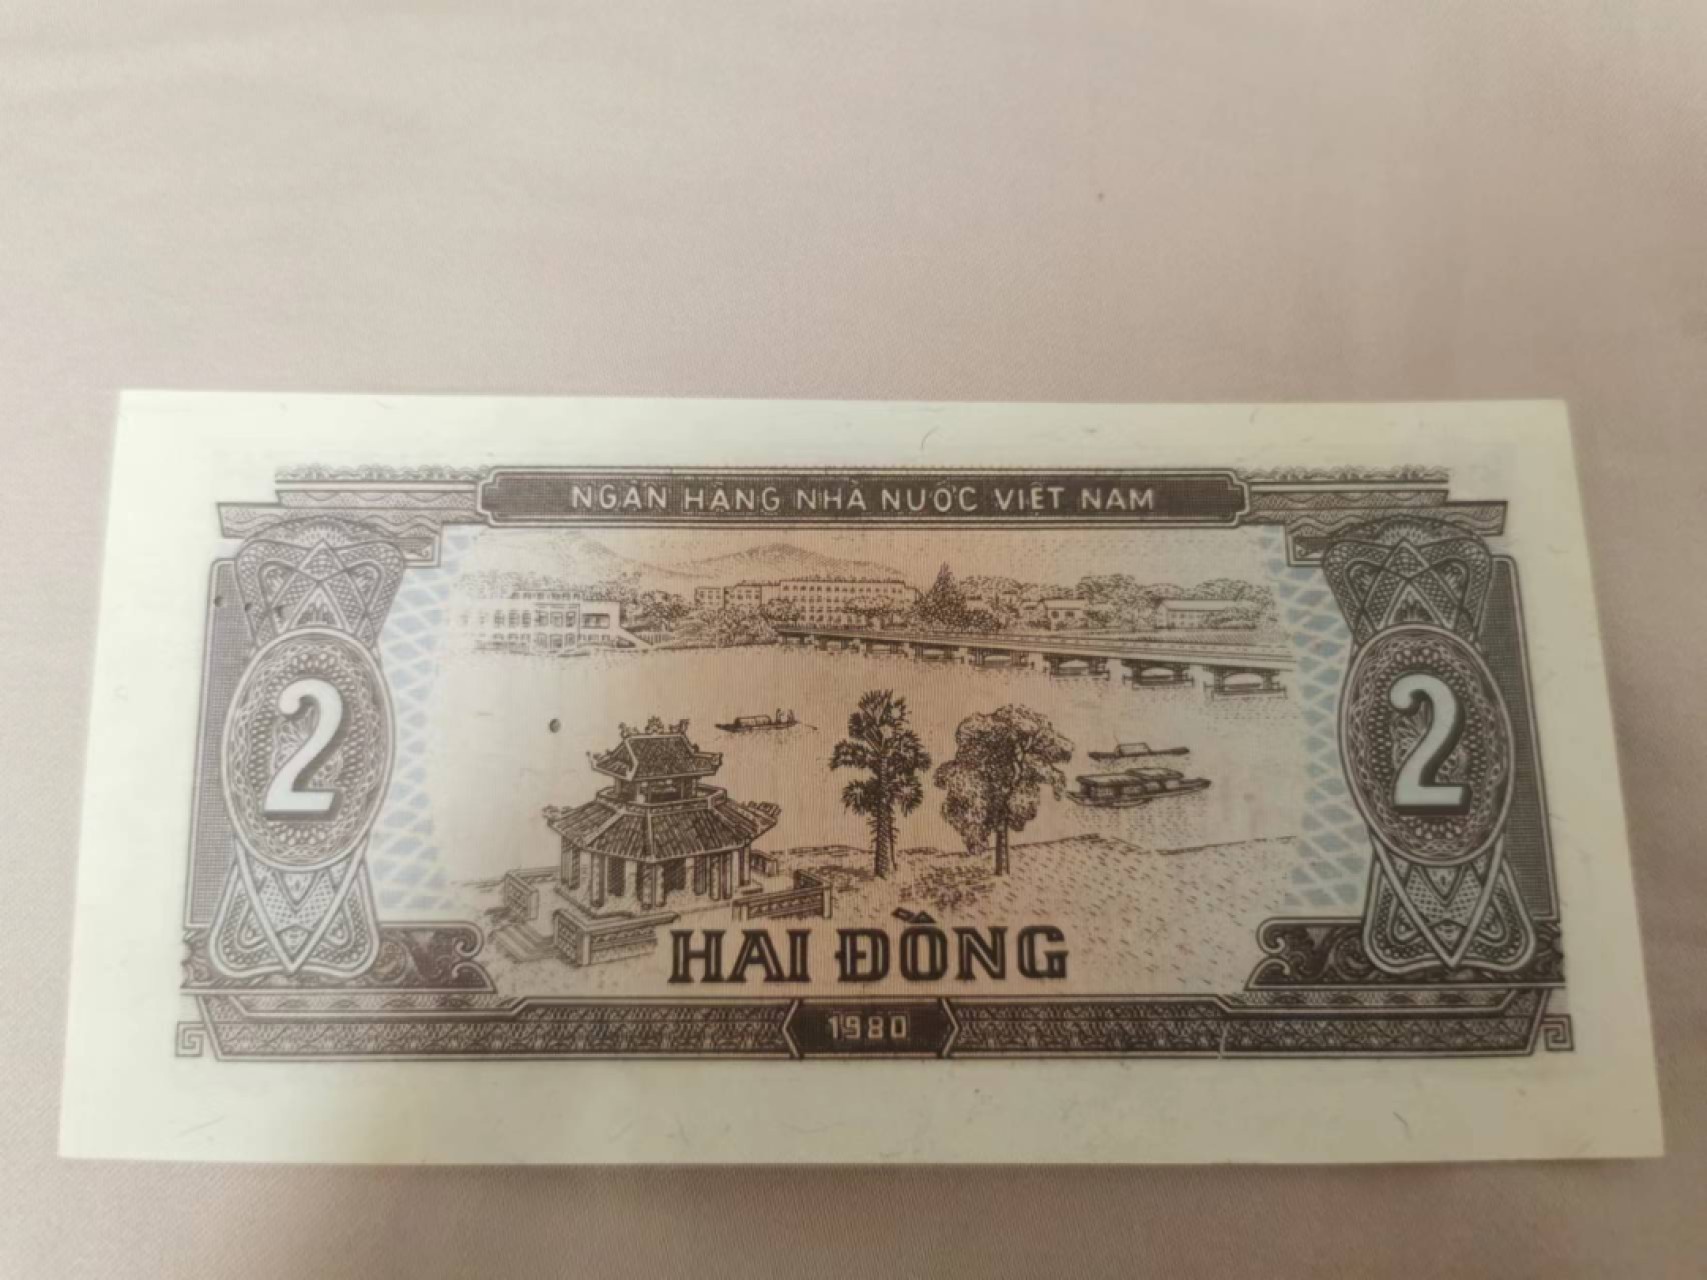 NGÂN HÀNG NHÀ NƯỚC VIỆT NAM
2
2
HAI ĐỒNG
1980